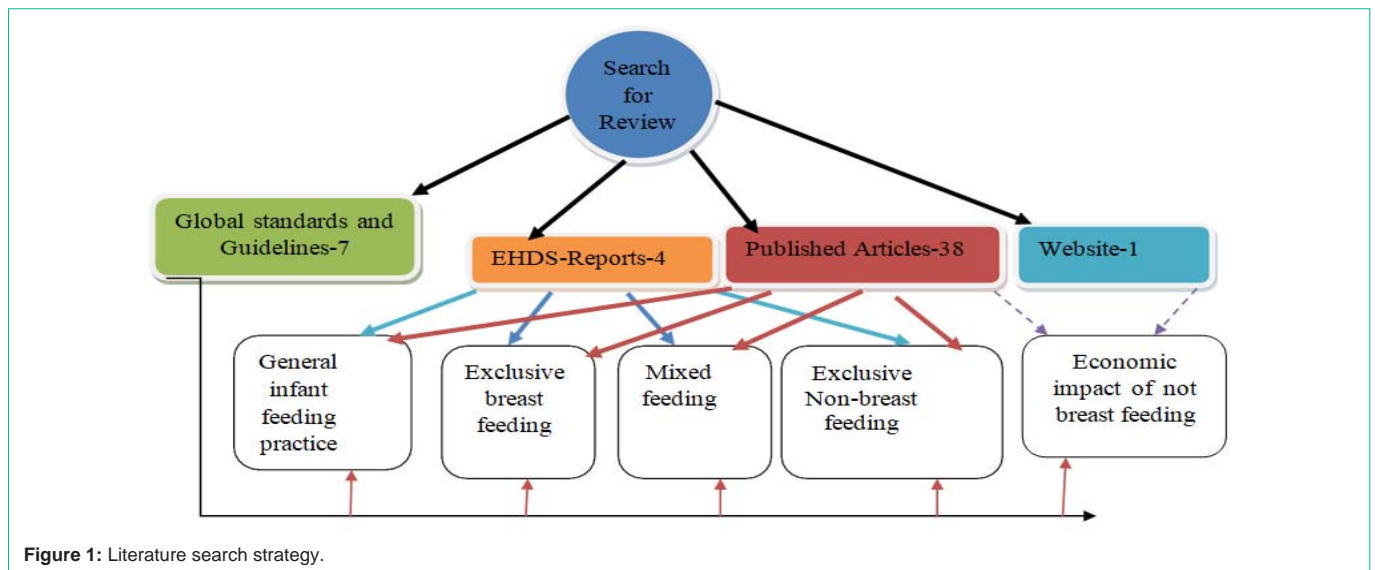 Search
for
Review
Global standards and
Guidelines-7
EHDS-Reports-4
Published Articles-38
Website-1
General
infant
feeding
practice
Exclusive
breast
feeding
Mixed
feeding
Exclusive
Non-breast
feeding
Economic
impact of not
breast feeding
Figure 1: Literature search strategy.